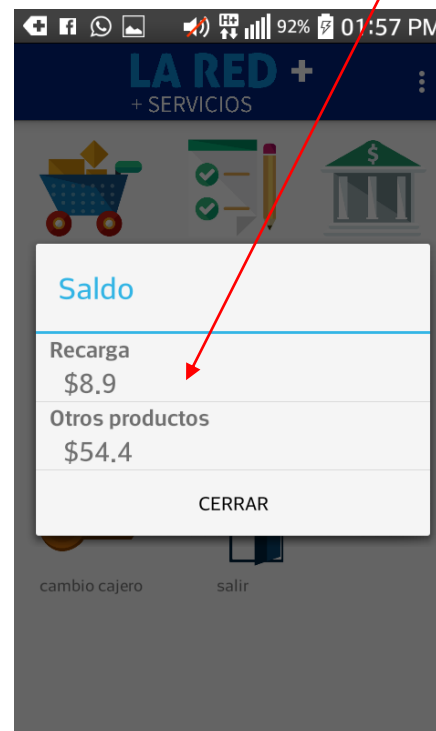 92% 01:57 PM
LA RED +
+ SERVICIOS
Saldo
Recarga
$8.9
Otros productos
$54.4
CERRAR
cambio cajero salir